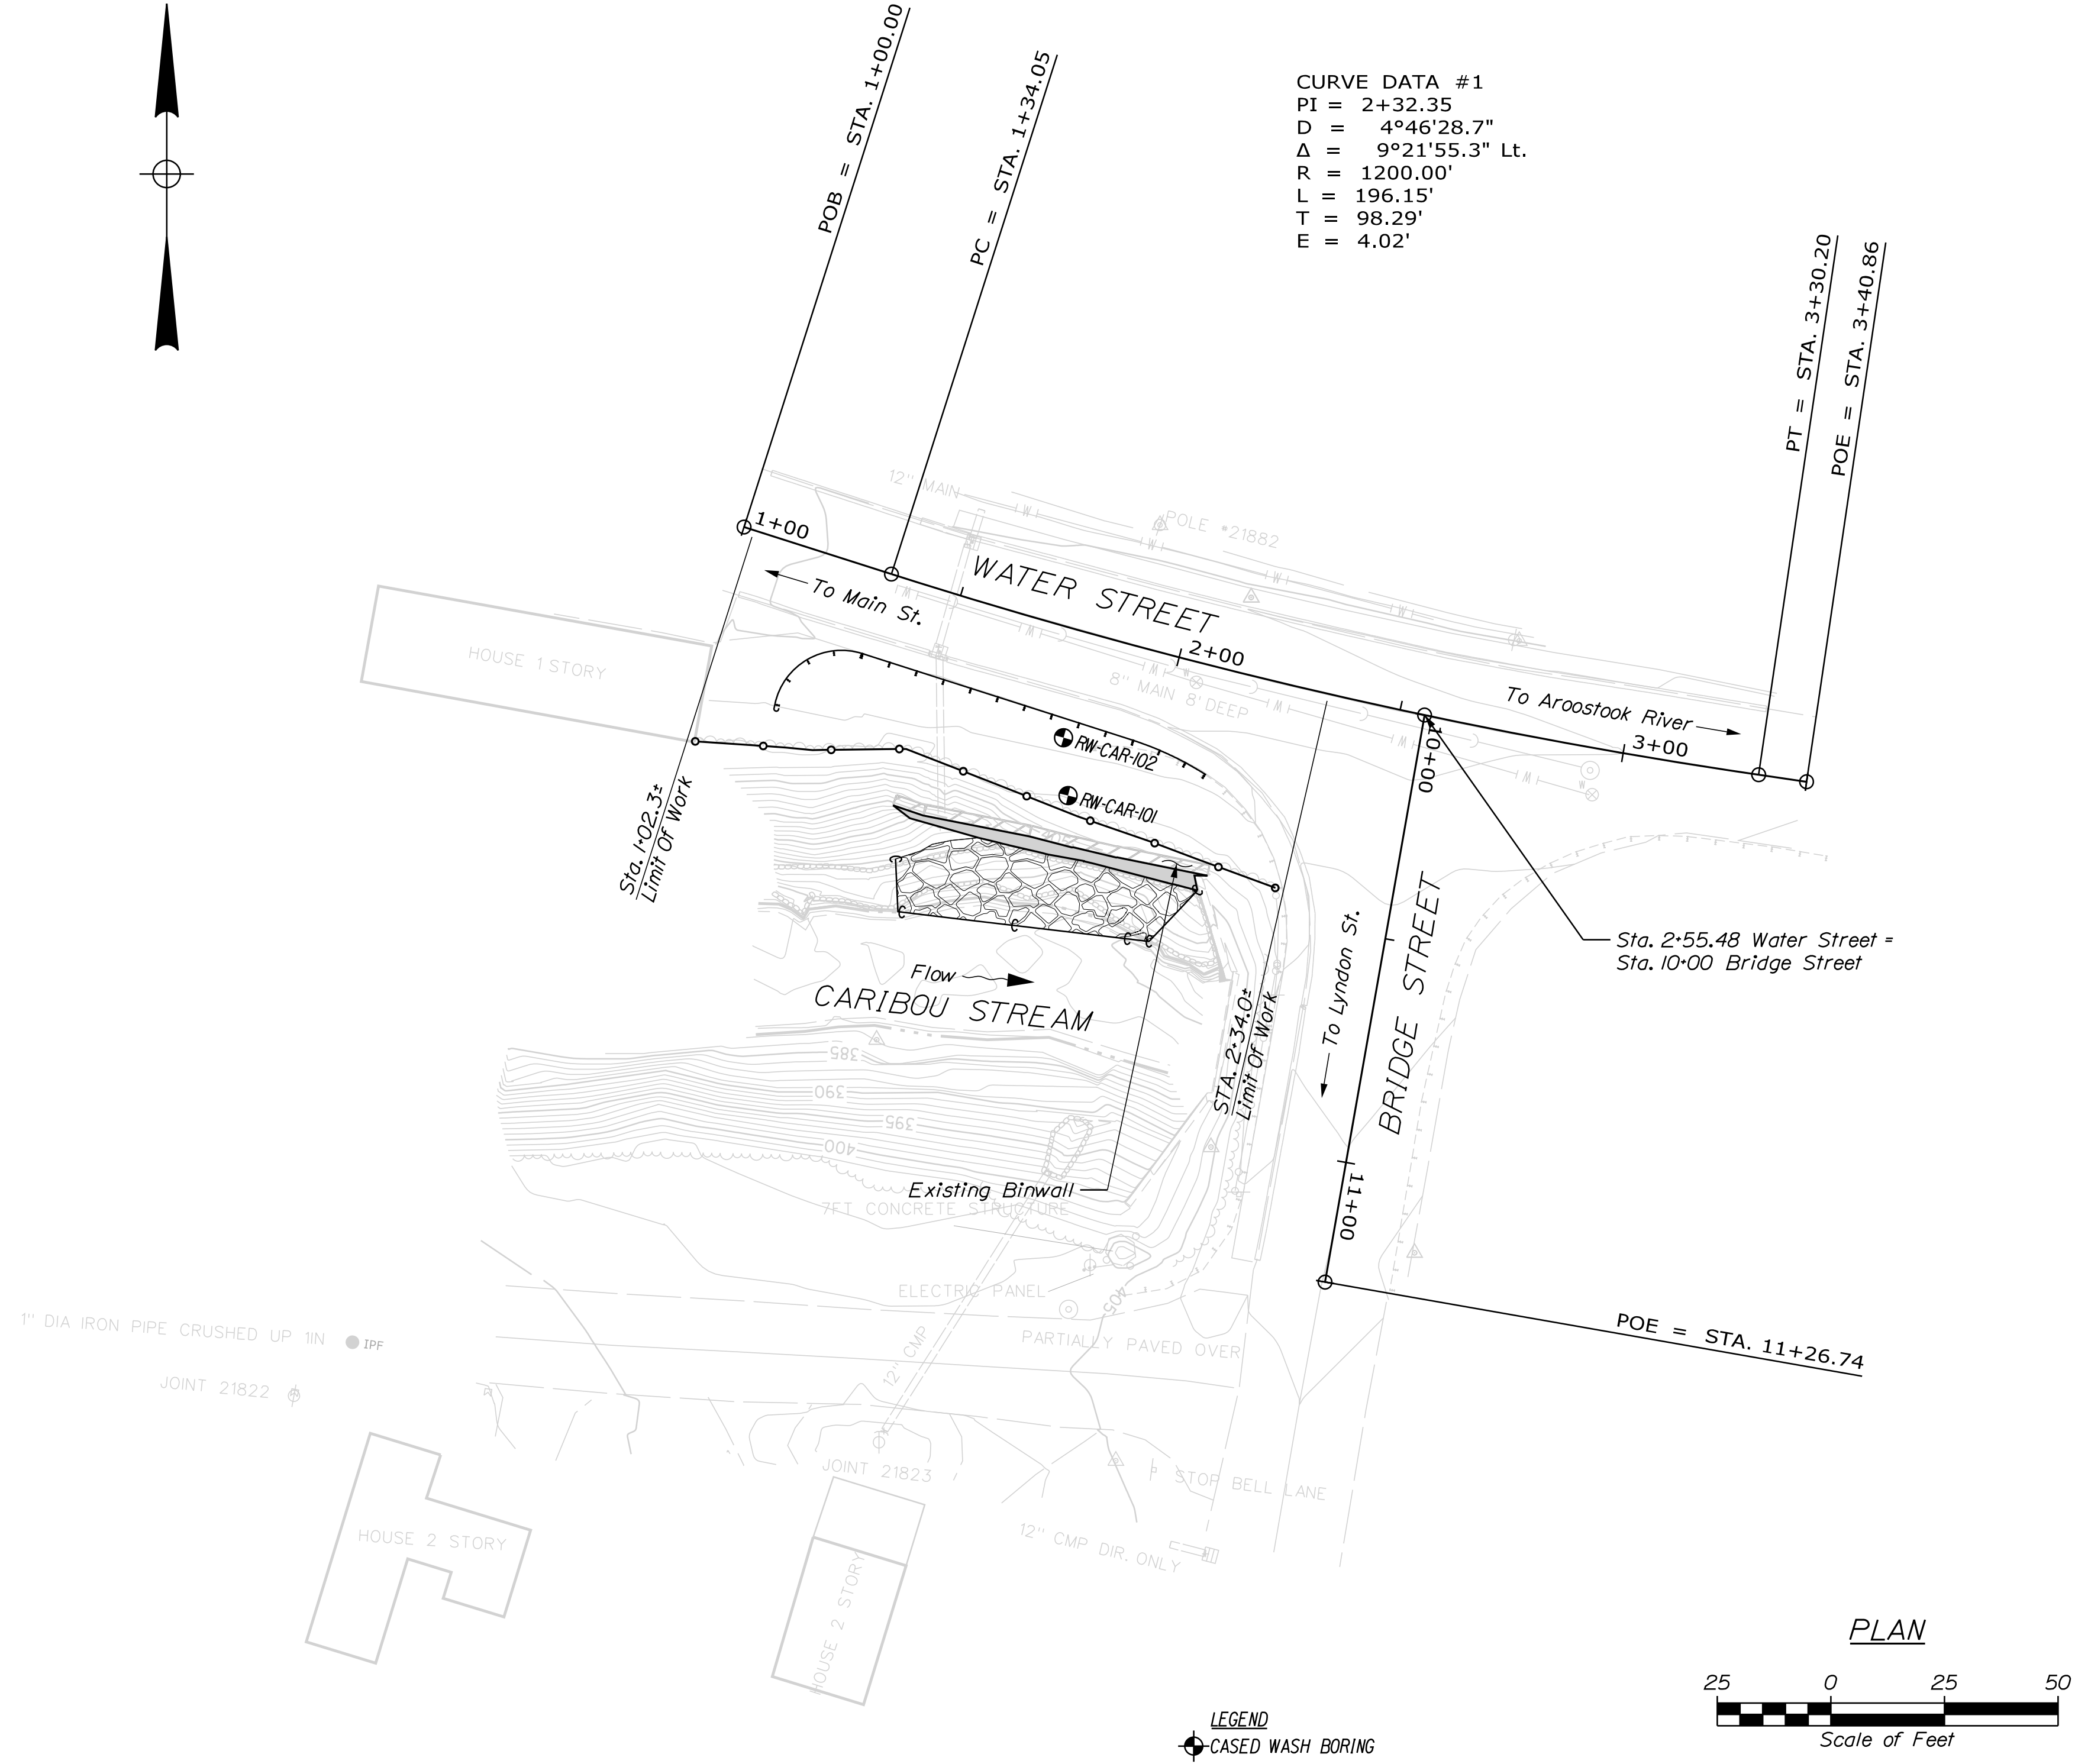 POB = STA. 1+00.00
PC = STA. 1+34.05
CURVE DATA #1
PI = 2+32.35
D = 4°46'28.7"
Δ = 9°21'55.3" Lt.
R = 1200.00'
L = 196.15'
T = 98.29'
E = 4.02'
PT = STA. 3+30.20
POE = STA. 3+40.86
12" MAIN
W
W
POLE #21882
W
W
1+00
WATER STREET
To Main St.
W
W
W
W
2+00
8" MAIN 8' DEEP
W
W
W
W
To Aroostook River
3+00
10+00
HOUSE 1 STORY
RW-CAR-102
RW-CAR-101
Sta. 1+02.3±
Limit Of Work
Flow
CARIBOU STREAM
To Lyndon St.
BRIDGE STREET
Sta. 2+55.48 Water Street =
Sta. 10+00 Bridge Street
STA. 2+34.0±
Limit Of Work
385
390
395
400
Existing Binwall
7FT CONCRETE STRUCTURE
11+00
ELECTRIC PANEL
405
POE = STA. 11+26.74
1" DIA IRON PIPE CRUSHED UP 1IN
IPF
12" CMP
PARTIALLY PAVED OVER
JOINT 21822
JOINT 21823
STOP BELL LANE
HOUSE 2 STORY
12" CMP DIR. ONLY
HOUSE 2 STORY
PLAN
25 0 25 50
Scale of Feet
LEGEND
CASED WASH BORING